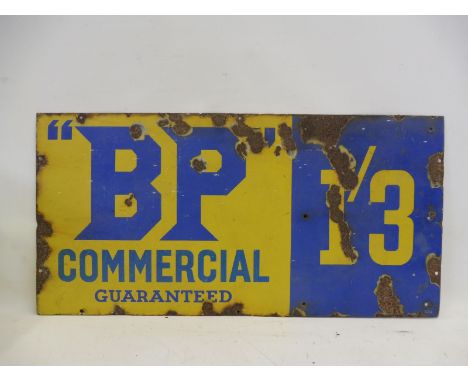 "BP"
COMMERCIAL
GUARANTEED
1/3